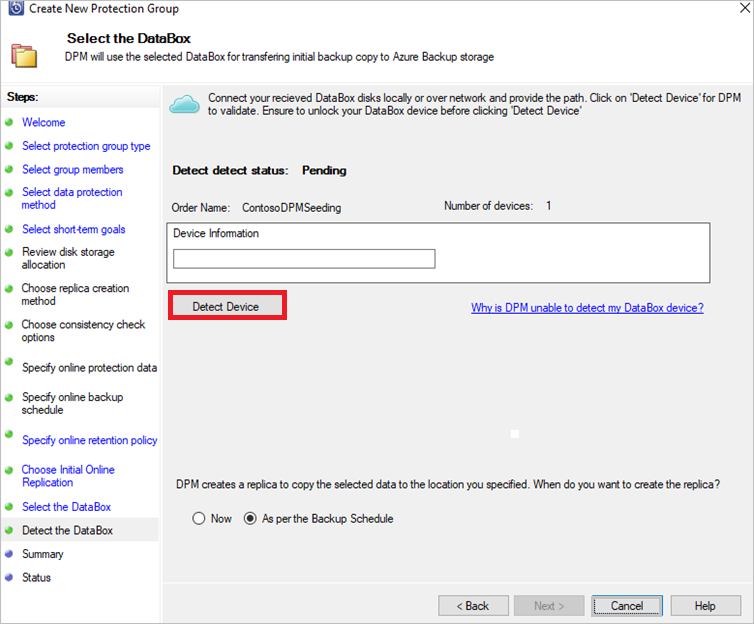 Create New Protection Group
Select the DataBox
DPM will use the selected DataBox for transfering initial backup copy to Azure Backup storage
Steps:
Welcome
Select protection group type
Select group members
Select data protection
method
Select short-term goals
Review disk storage
allocation
Choose replica creation
method
Choose consistency check
options
Specify online protection data
Specify online backup
schedule
Specify online retention policy
Choose Initial Online
Replication
Select the DataBox
Detect the DataBox
Summary
Status
Connect your recieved DataBox disks locally or over network and provide the path. Click on 'Detect Device' for DPM
to validate. Ensure to unlock your DataBox device before clicking 'Detect Device'
Detect detect status: Pending
Order Name: ContosoDPMSeeding Number of devices: 1
Device Information
Detect Device Why is DPM unable to detect my DataBox device?
DPM creates a replica to copy the selected data to the location you specified. When do you want to create the replica?
Now As per the Backup Schedule
< Back Next > Cancel Help